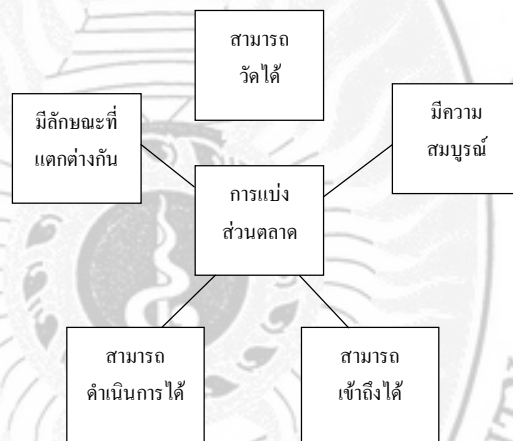 สามารถ
วัดได้
มีลักษณะที่
แตกต่างกัน
มีความ
สมบูรณ์
การแบ่ง
ส่วนตลาด
สามารถ
ดำเนินการได้
สามารถ
เข้าถึงได้